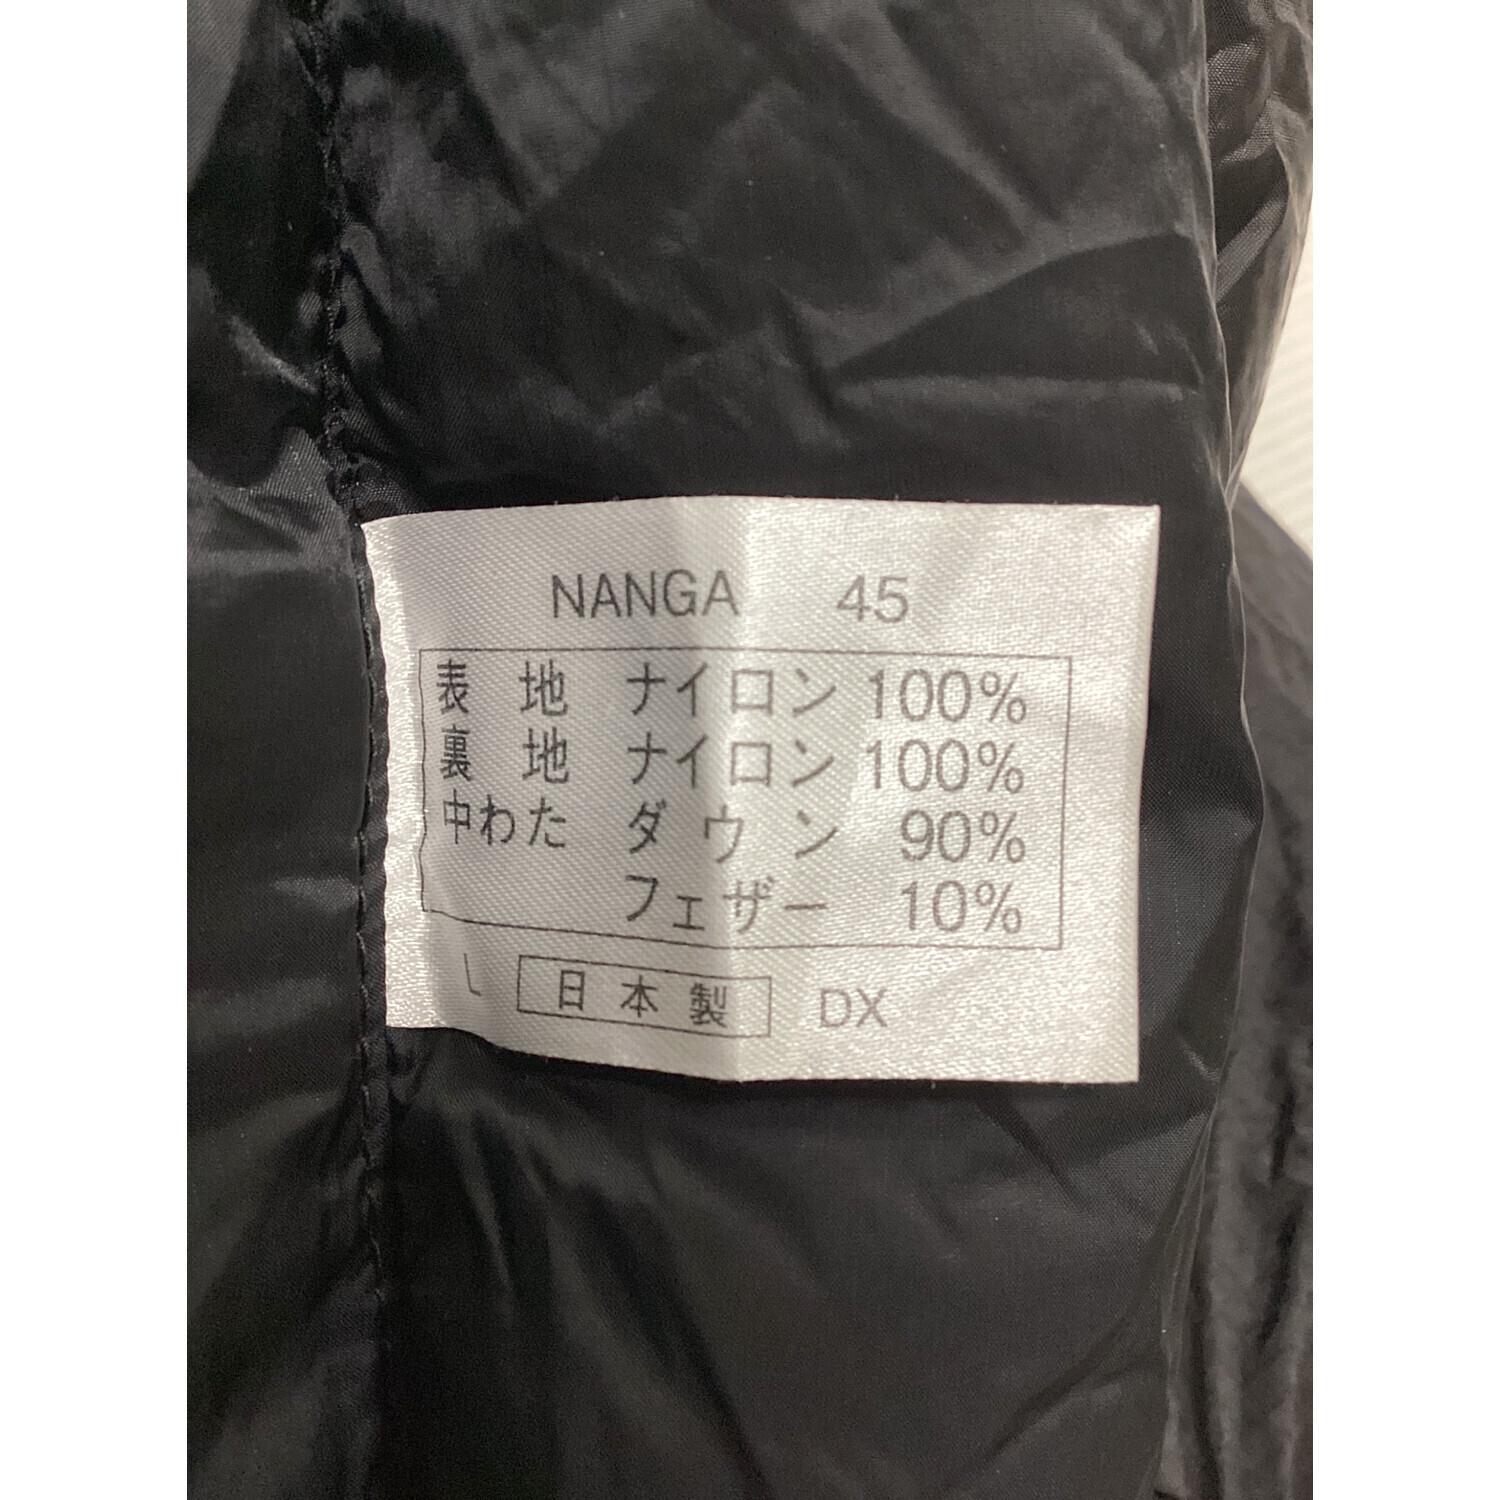 NANGA 45
表地 ナイロン 100%
裏地 ナイロン 100%
中わた ダウン 90%
フェザー 10%
L 日本製 DX